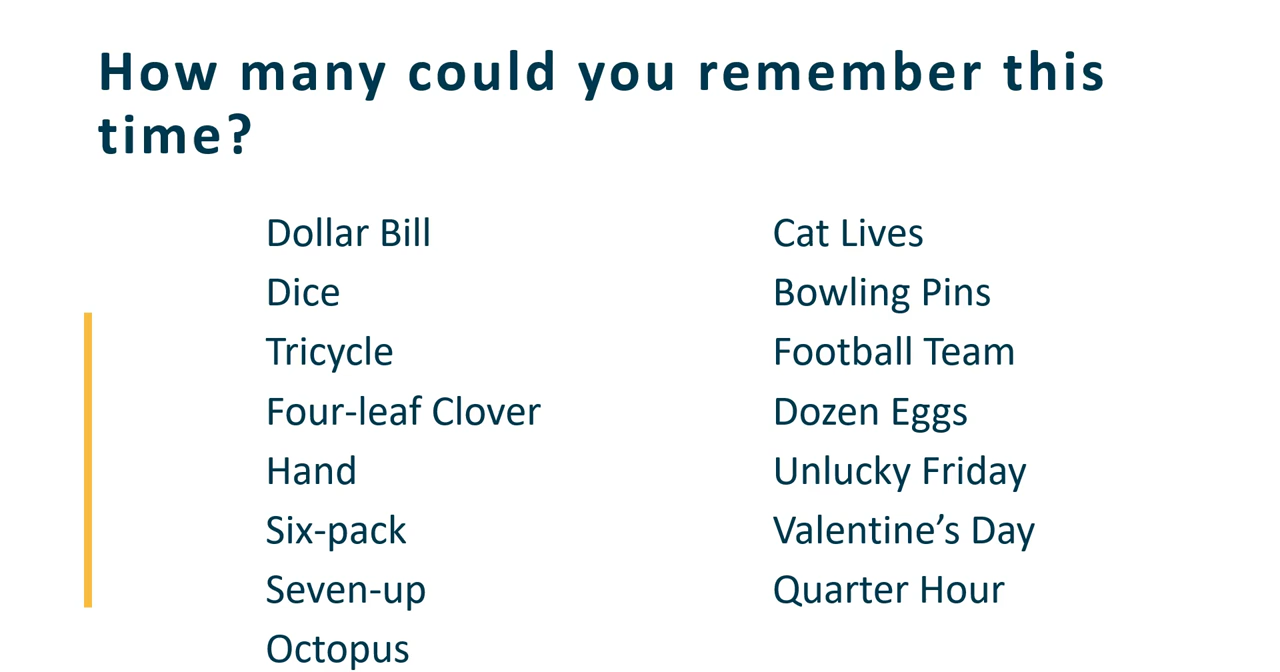 How many could you remember this
time?
Dollar Bill
Dice
Tricycle
Four-leaf Clover
Hand
Six-pack
Seven-up
Octopus
Cat Lives
Bowling Pins
Football Team
Dozen Eggs
Unlucky Friday
Valentine’s Day
Quarter Hour